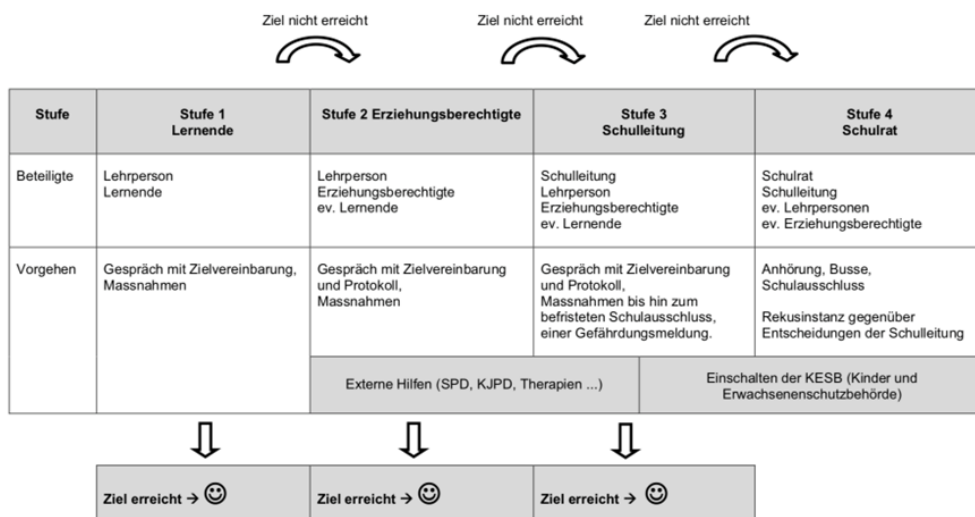 Ziel nicht erreicht
Ziel nicht erreicht
Ziel nicht erreicht
Stufe
Stufe 1
Lernende
Stufe 2 Erziehungsberechtigte
Stufe 3
Schulleitung
Stufe 4
Schulrat
Beteiligte
Lehrperson
Lernende
Lehrperson
Erziehungsberechtigte
ev. Lernende
Schulleitung
Lehrperson
Erziehungsberechtigte
ev. Lernende
Schulrat
Schulleitung
ev. Lehrpersonen
ev. Erziehungsberechtigte
Vorgehen
Gespräch mit Zielvereinbarung,
Massnahmen
Gespräch mit Zielvereinbarung
und Protokoll,
Massnahmen
Gespräch mit Zielvereinbarung
und Protokoll,
Massnahmen bis hin zum
befristeten Schulausschluss,
einer Gefährdungsmeldung.
Anhörung, Busse,
Schulausschluss
Rekusinstanz gegenüber
Entscheidungen der Schulleitung
Externe Hilfen (SPD, KJPD, Therapien ...)
Einschalten der KESB (Kinder und
Erwachsenenschutzbehörde)
Ziel erreicht → ☺
Ziel erreicht → ☺
Ziel erreicht → ☺